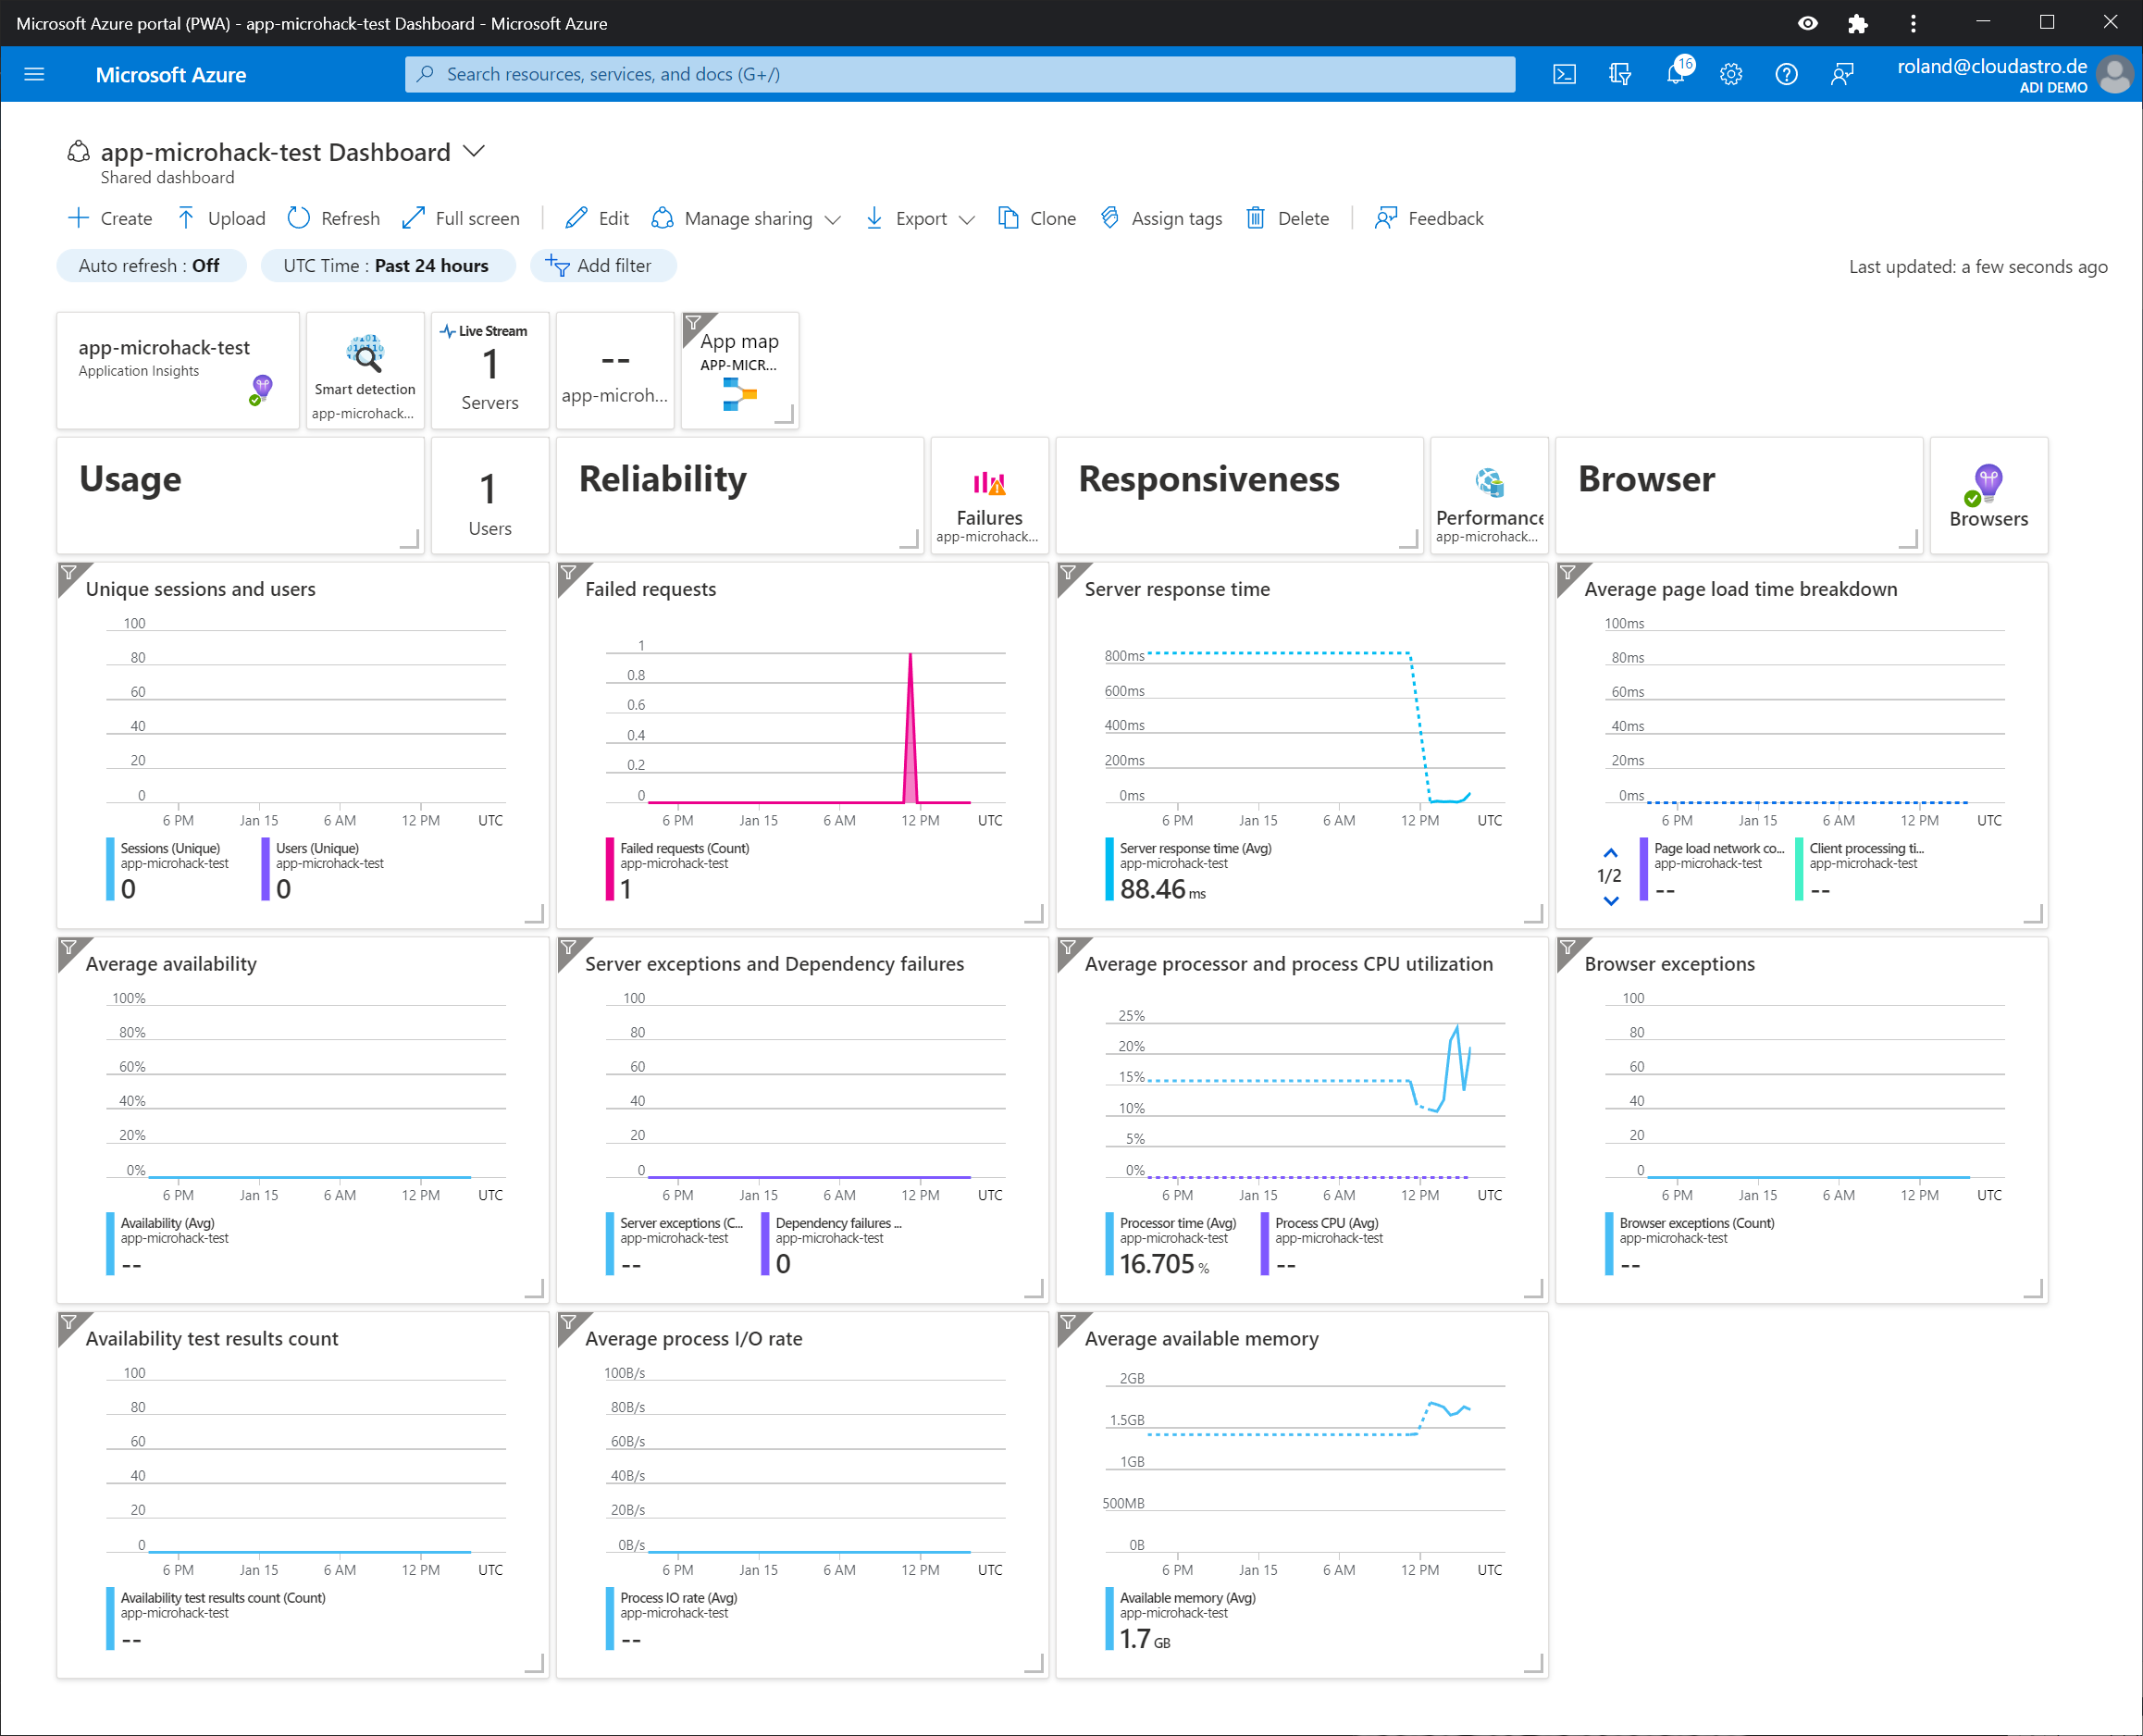 Microsoft Azure portal (PWA) - app-microhack-test Dashboard - Microsoft Azure
Microsoft Azure
Search resources, services, and docs (G+/)
16
roland@cloudastro.de
ADI DEMO
app-microhack-test Dashboard
Shared dashboard
Create Upload Refresh Full screen Edit Manage sharing Export Clone Assign tags Delete Feedback
Auto refresh : Off UTC Time : Past 24 hours Add filter Last updated: a few seconds ago
app-microhack-test
Application Insights
Smart detection
app-microhack...
Live Stream
1
Servers
--
app-microh...
App map
APP-MICR...
Usage
1
Users
Reliability
Failures
app-microhack...
Responsiveness
Performance
app-microhack...
Browser
Browsers
Unique sessions and users
100
80
60
40
20
0
6 PM Jan 15 6 AM 12 PM UTC
Sessions (Unique) Users (Unique)
app-microhack-test app-microhack-test
0 0
Failed requests
1
0.8
0.6
0.4
0.2
0
6 PM Jan 15 6 AM 12 PM UTC
Failed requests (Count)
app-microhack-test
1
Server response time
800ms
600ms
400ms
200ms
0ms
6 PM Jan 15 6 AM 12 PM UTC
Server response time (Avg)
app-microhack-test
88.46 ms
Average page load time breakdown
100ms
80ms
60ms
40ms
20ms
0ms
6 PM Jan 15 6 AM 12 PM UTC
1/2
Page load network co... Client processing ti...
app-microhack-test app-microhack-test
-- --
Average availability
100%
80%
60%
40%
20%
0%
6 PM Jan 15 6 AM 12 PM UTC
Availability (Avg)
app-microhack-test
--
Server exceptions and Dependency failures
100
80
60
40
20
0
6 PM Jan 15 6 AM 12 PM UTC
Server exceptions (C... Dependency failures ...
app-microhack-test app-microhack-test
-- 0
Average processor and process CPU utilization
25%
20%
15%
10%
5%
0%
6 PM Jan 15 6 AM 12 PM UTC
Processor time (Avg) Process CPU (Avg)
app-microhack-test app-microhack-test
16.705 % --
Browser exceptions
100
80
60
40
20
0
6 PM Jan 15 6 AM 12 PM UTC
Browser exceptions (Count)
app-microhack-test
--
Availability test results count
100
80
60
40
20
0
6 PM Jan 15 6 AM 12 PM UTC
Availability test results count (Count)
app-microhack-test
--
Average process I/O rate
100B/s
80B/s
60B/s
40B/s
20B/s
0B/s
6 PM Jan 15 6 AM 12 PM UTC
Process IO rate (Avg)
app-microhack-test
--
Average available memory
2GB
1.5GB
1GB
500MB
0B
6 PM Jan 15 6 AM 12 PM UTC
Available memory (Avg)
app-microhack-test
1.7 GB